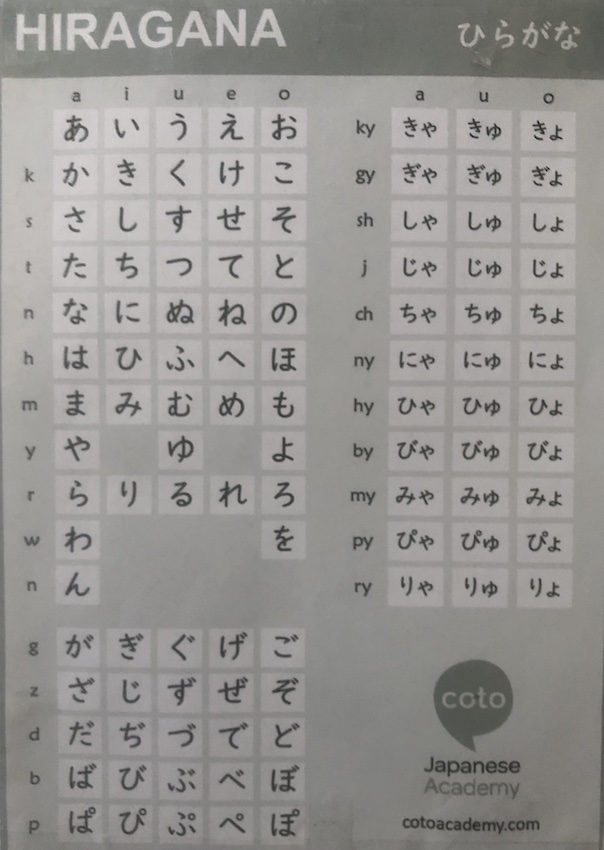 HIRAGANA ひらがな
a i u e o
あ い う え お
k か き く け こ
s さ し す せ そ
t た ち つ て と
n な に ぬ ね の
h は ひ ふ へ ほ
m ま み む め も
y や ゆ よ
r ら り る れ ろ
w わ を
n ん
g が ぎ ぐ げ ご
z ざ じ ず ぜ ぞ
d だ ぢ づ で ど
b ば び ぶ べ ぼ
p ぱ ぴ ぷ ぺ ぽ
a u o
ky きゃ きゅ きょ
gy ぎゃ ぎゅ ぎょ
sh しゃ しゅ しょ
j じゃ じゅ じょ
ch ちゃ ちゅ ちょ
ny にゃ にゅ にょ
hy ひゃ ひゅ ひょ
by びゃ びゅ びょ
my みゃ みゅ みょ
py ぴゃ ぴゅ ぴょ
ry りゃ りゅ りょ
coto
Japanese
Academy
cotoacademy.com